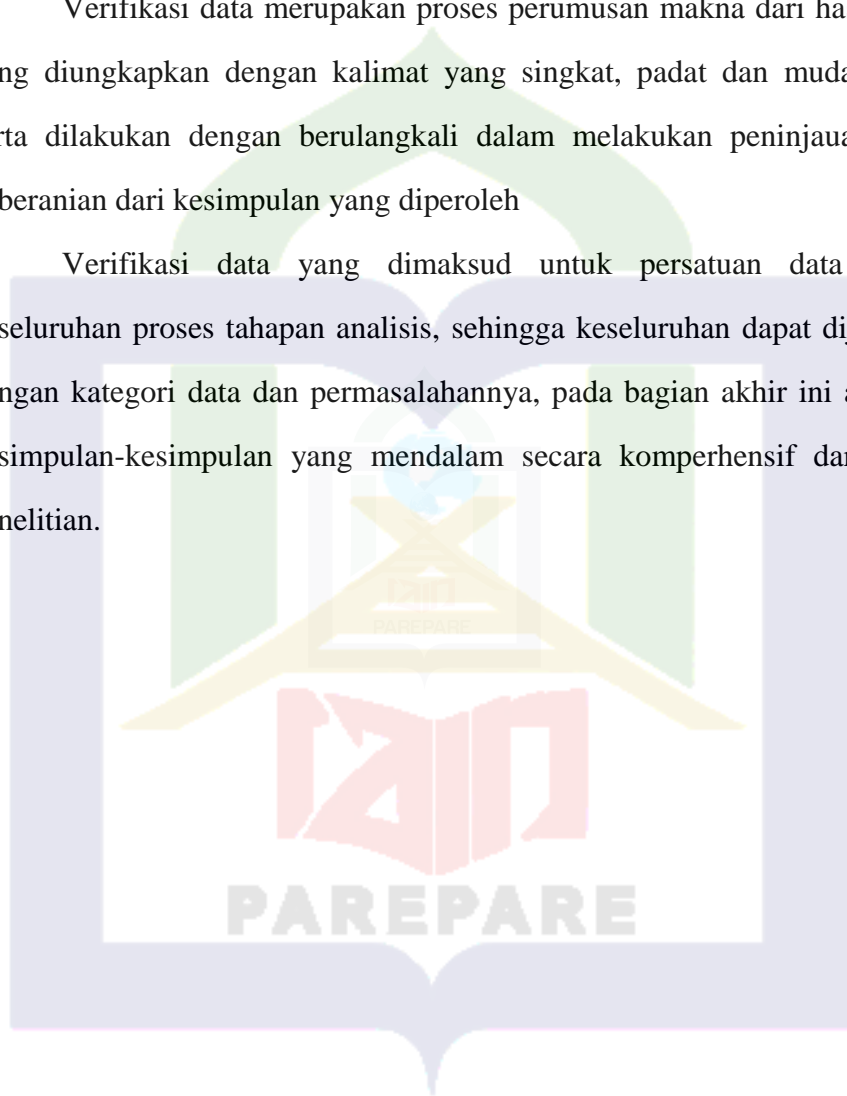 Verifikasi data merupakan proses perumusan makna dari ha
ng diungkapkan dengan kalimat yang singkat, padat dan muda
rta dilakukan dengan berulangkali dalam melakukan peninjaua
beranian dari kesimpulan yang diperoleh
Verifikasi data yang dimaksud untuk persatuan data
seluruhan proses tahapan analisis, sehingga keseluruhan dapat dij
ngan kategori data dan permasalahannya, pada bagian akhir ini a
simpulan-kesimpulan yang mendalam secara komperhensif dar
nelitian.
PAREPARE
PAREPARE